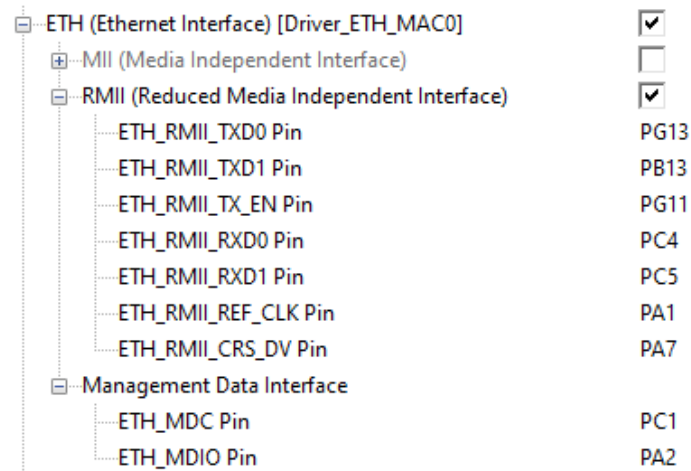 ETH (Ethernet Interface) [Driver_ETH_MAC0]
MII (Media Independent Interface)
RMII (Reduced Media Independent Interface)
ETH_RMII_TXD0 Pin PG13
ETH_RMII_TXD1 Pin PB13
ETH_RMII_TX_EN Pin PG11
ETH_RMII_RXD0 Pin PC4
ETH_RMII_RXD1 Pin PC5
ETH_RMII_REF_CLK Pin PA1
ETH_RMII_CRS_DV Pin PA7
Management Data Interface
ETH_MDC Pin PC1
ETH_MDIO Pin PA2